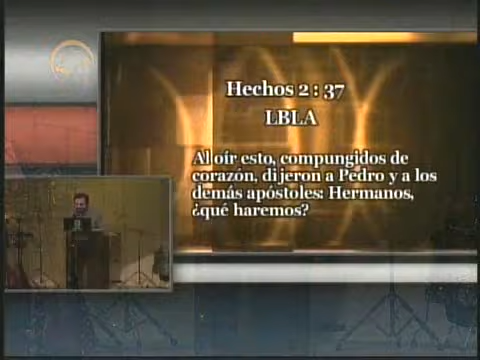 Hechos 2 : 37
LBLA
Al oír esto, compungidos de
corazón, dijeron a Pedro y a los
demás apóstoles: Hermanos,
¿qué haremos?